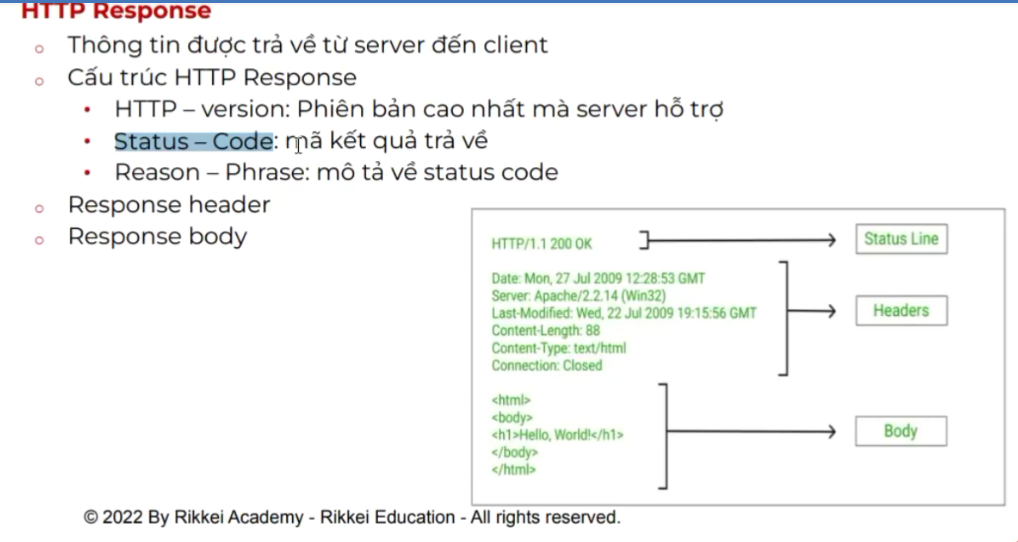 HTTP Response
Thông tin được trả về từ server đến client
Cấu trúc HTTP Response
HTTP – version: Phiên bản cao nhất mà server hỗ trợ
Status – Code: mã kết quả trả về
Reason – Phrase: mô tả về status code
Response header
Response body
HTTP/1.1 200 OK
Status Line
Date: Mon, 27 Jul 2009 12:28:53 GMT
Server: Apache/2.2.14 (Win32)
Last-Modified: Wed, 22 Jul 2009 19:15:56 GMT
Content-Length: 88
Content-Type: text/html
Connection: Closed
Headers
<html>
<body>
<h1>Hello, World!</h1>
</body>
</html>
Body
© 2022 By Rikkei Academy - Rikkei Education - All rights reserved.